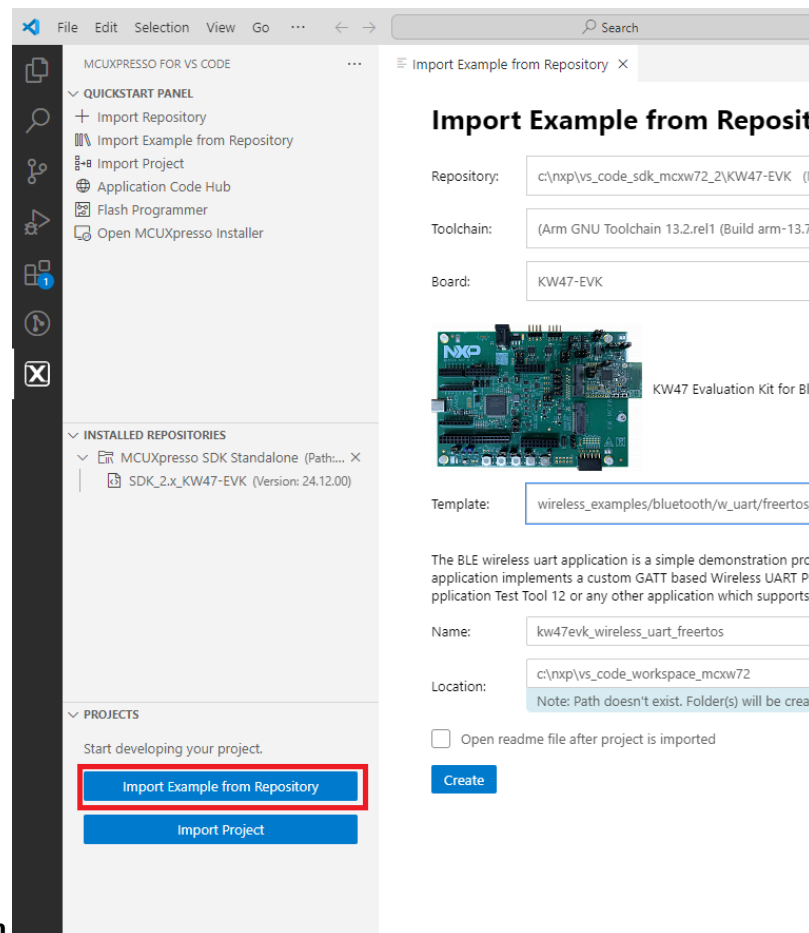 File Edit Selection View Go ... Search
MCUXPRESSO FOR VS CODE ...
QUICKSTART PANEL
Import Repository
Import Example from Repository
Import Project
Application Code Hub
Flash Programmer
Open MCUXpresso Installer
1
INSTALLED REPOSITORIES
MCUXpresso SDK Standalone (Path:...
SDK_2.x_KW47-EVK (Version: 24.12.00)
PROJECTS
Start developing your project.
Import Example from Repository
Import Project
Import Example from Repository
Import Example from Reposit
Repository: c:\nxp\vs_code_sdk_mcxw72_2\KW47-EVK (
Toolchain: (Arm GNU Toolchain 13.2.rel1 (Build arm-13.7
Board: KW47-EVK
NXP
KW47 Evaluation Kit for Bl
Template: wireless_examples/bluetooth/w_uart/freertos
The BLE wireless uart application is a simple demonstration pro
application implements a custom GATT based Wireless UART P
pplication Test Tool 12 or any other application which supports
Name: kw47evk_wireless_uart_freertos
Location: c:\nxp\vs_code_workspace_mcxw72
Note: Path doesn't exist. Folder(s) will be crea
Open readme file after project is imported
Create